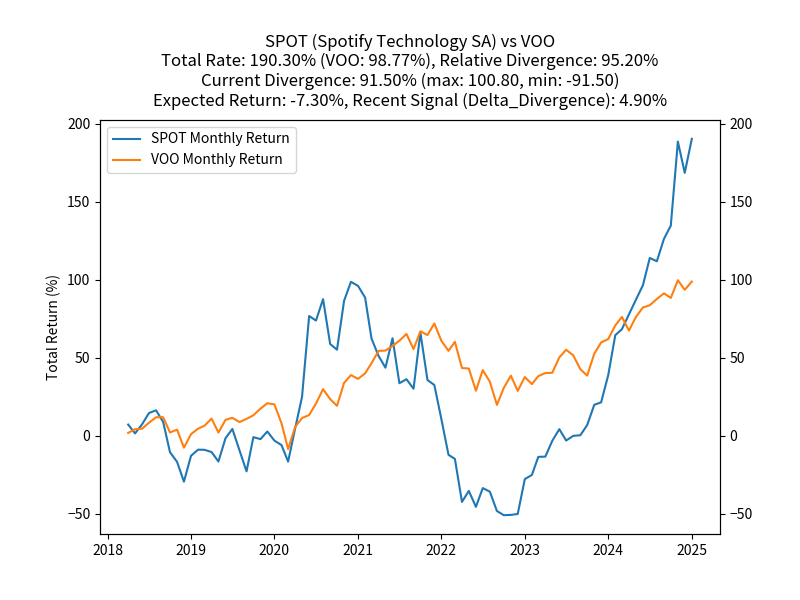 SPOT (Spotify Technology SA) vs VOO
Total Rate: 190.30% (VOO: 98.77%), Relative Divergence: 95.20%
Current Divergence: 91.50% (max: 100.80, min: -91.50)
Expected Return: -7.30%, Recent Signal (Delta_Divergence): 4.90%
SPOT Monthly Return
VOO Monthly Return
Total Return (%)
200
150
100
50
0
−50
200
150
100
50
0
−50
2018 2019 2020 2021 2022 2023 2024 2025